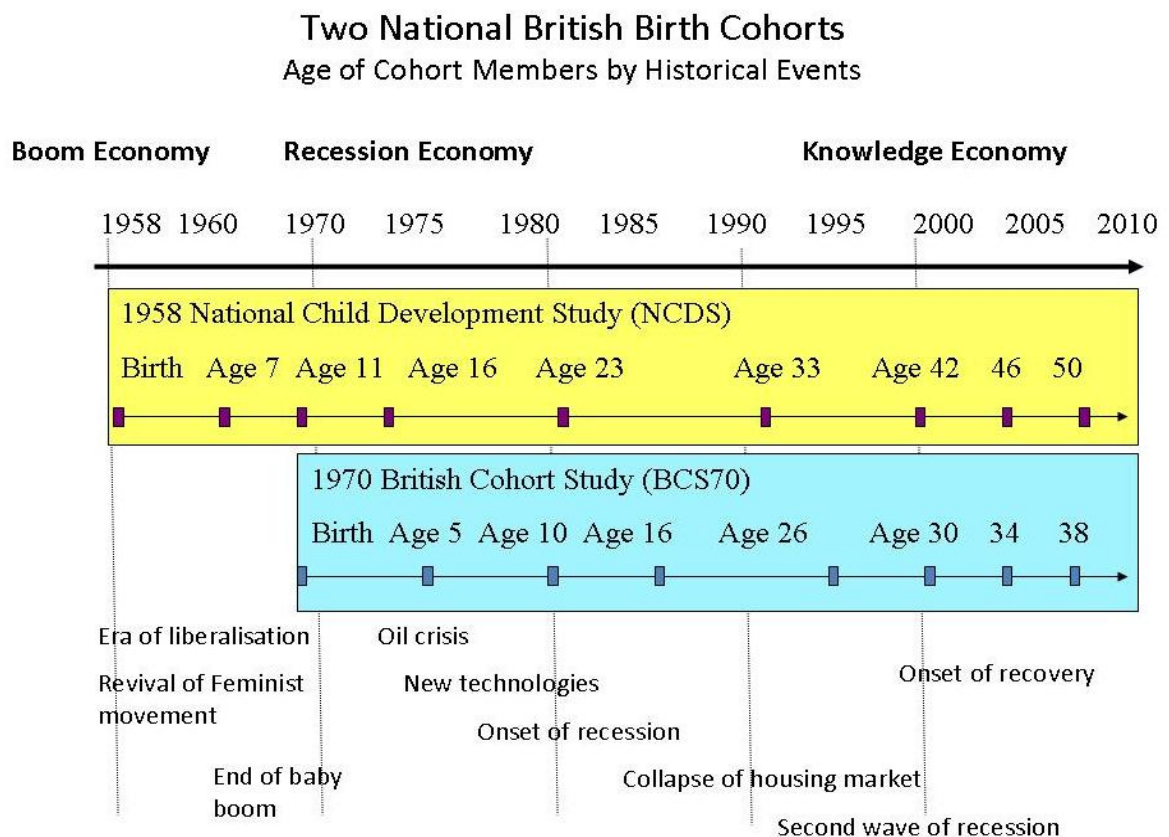 Two National British Birth Cohorts
Age of Cohort Members by Historical Events
Boom Economy Recession Economy Knowledge Economy
1958 1960 1970 1975 1980 1985 1990 1995 2000 2005 2010
1958 National Child Development Study (NCDS)
Birth Age 7 Age 11 Age 16 Age 23 Age 33 Age 42 46 50
1970 British Cohort Study (BCS70)
Birth Age 5 Age 10 Age 16 Age 26 Age 30 34 38
Era of liberalisation Oil crisis
Onset of recovery
Revival of Feminist New technologies
movement
Onset of recession
End of baby Collapse of housing market
boom
Second wave of recession